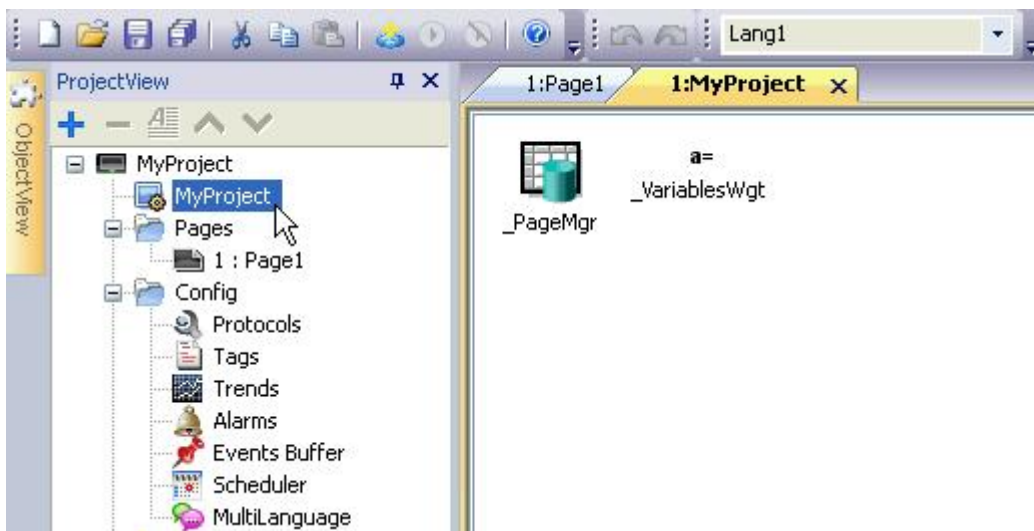 Lang1
ObjectView
ProjectView
MyProject
MyProject
Pages
1 : Page1
Config
Protocols
Tags
Trends
Alarms
Events Buffer
Scheduler
MultiLanguage
1:Page1
1:MyProject
_PageMgr
a=
_VariablesWgt